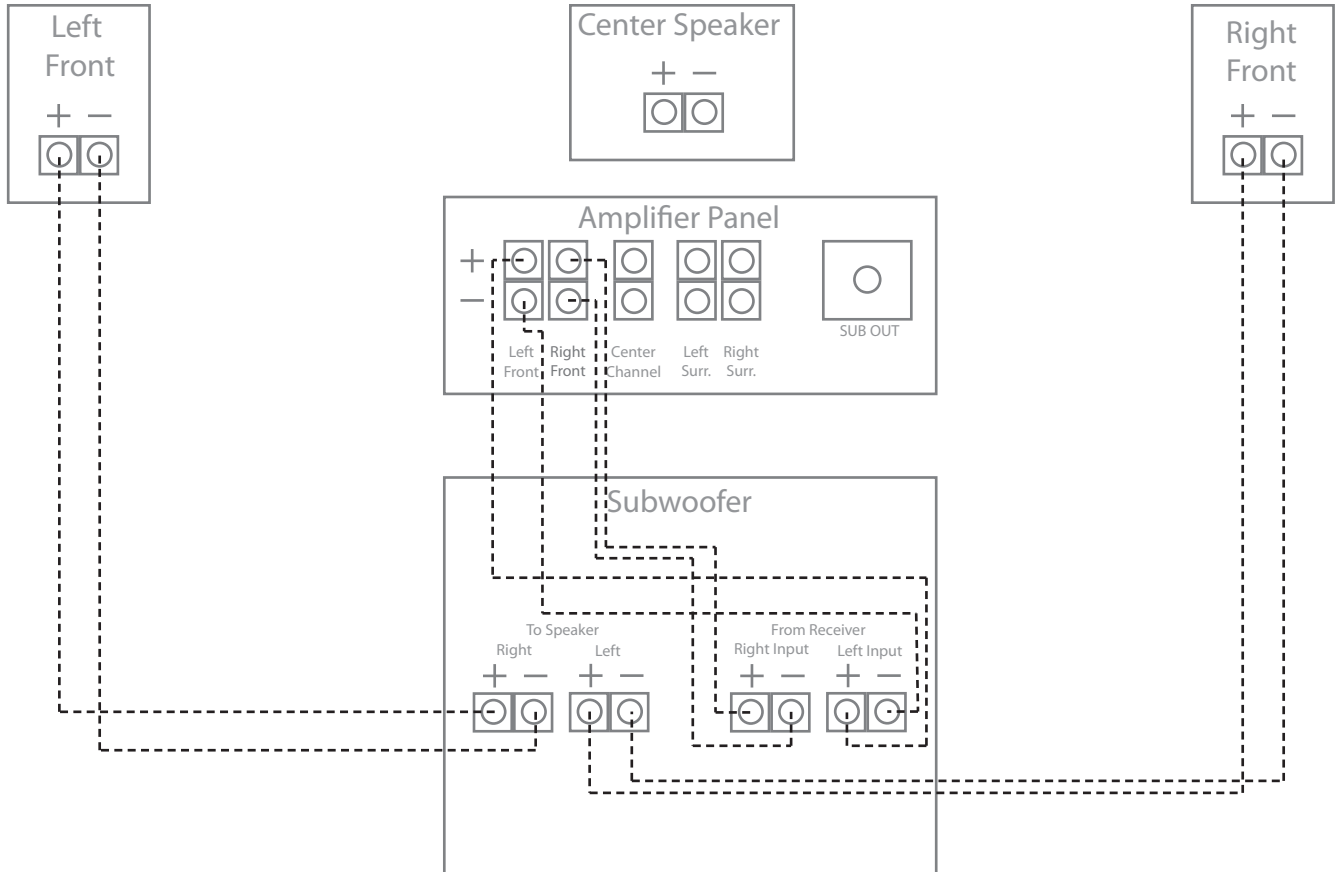 Left
Front
+ −
Center Speaker
+ −
Right
Front
+ −
Amplifier Panel
+
−
SUB OUT
Left Right Center Left Right
Front Front Channel Surr. Surr.
Subwoofer
To Speaker
Right Left
+ − + −
From Receiver
Right Input Left Input
+ − + −